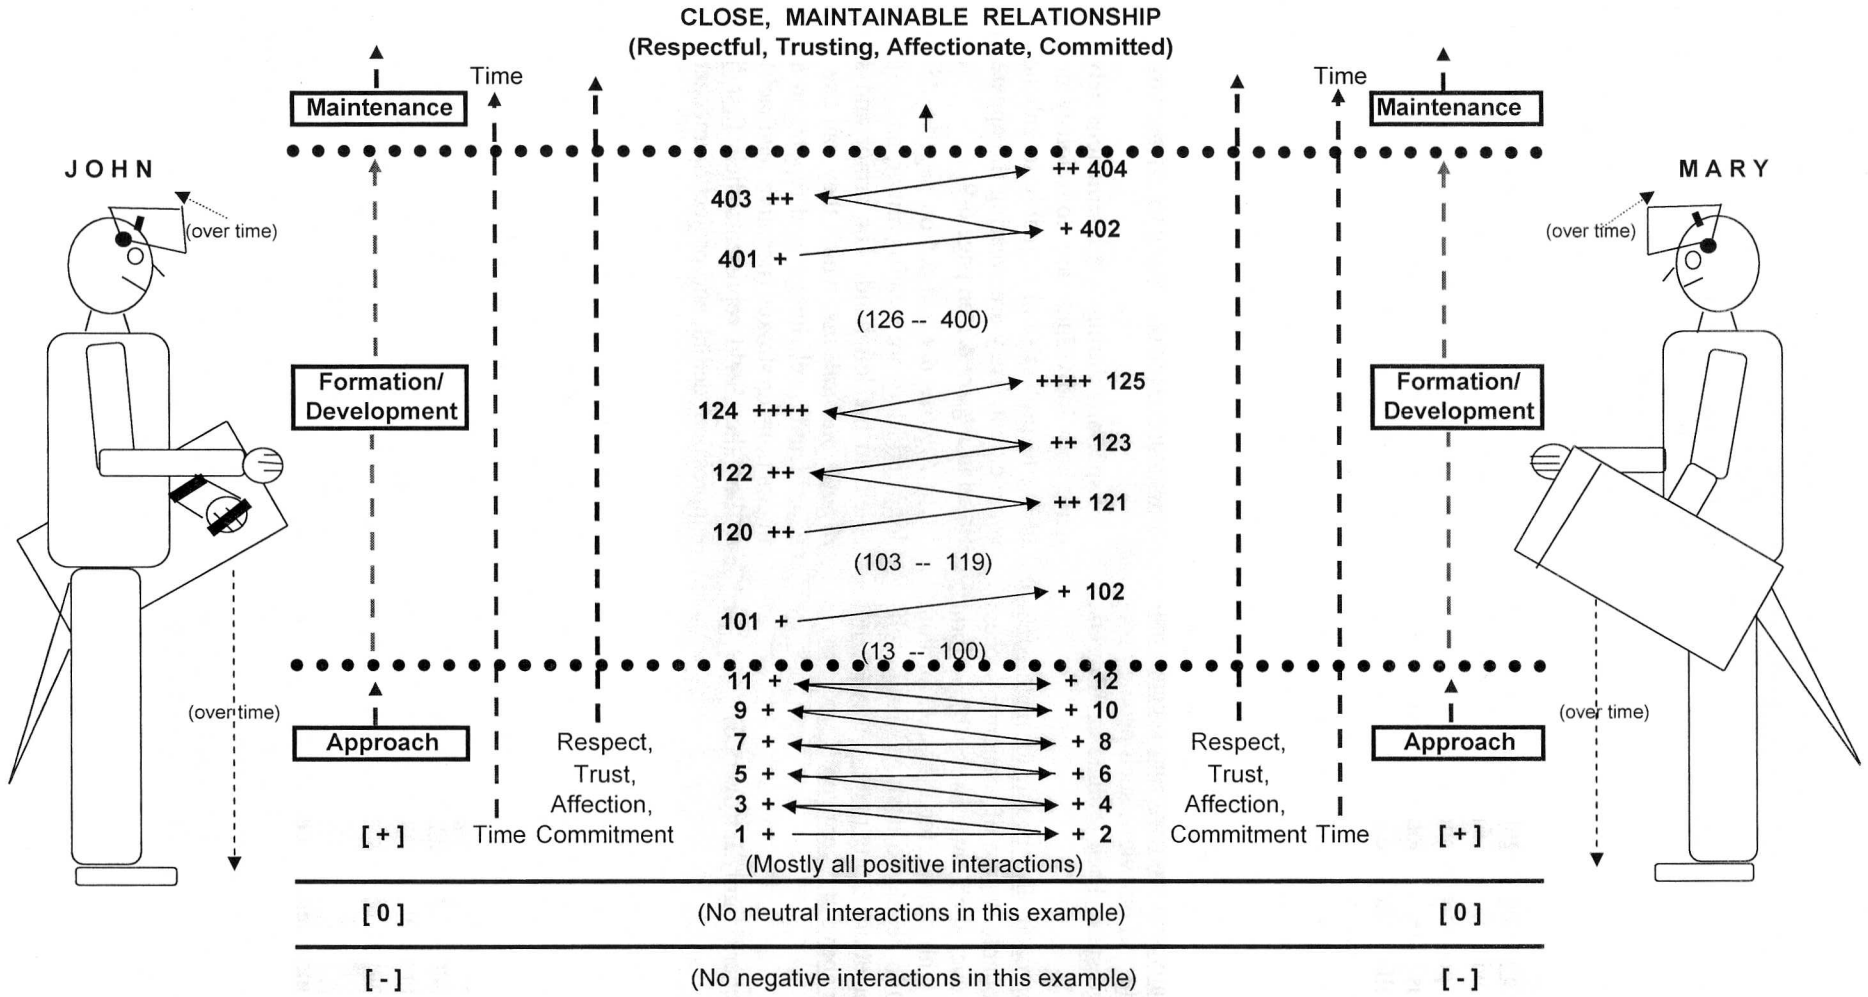 CLOSE, MAINTAINABLE RELATIONSHIP
(Respectful, Trusting, Affectionate, Committed)
Time Time
Maintenance Maintenance
JOHN MARY
++ 404
403 ++
(over time) + 402 (over time)
401 +
(126 -- 400)
Formation/ ++++ 125 Formation/
Development 124 ++++ Development
++ 123
122 ++
++ 121
120 ++
(103 -- 119)
+ 102
101 +
(13 -- 100)
11 + + 12
(over time) 9 + + 10 (over time)
Approach Respect, 7 + + 8 Respect, Approach
Trust, 5 + + 6 Trust,
Affection, 3 + + 4 Affection,
[+] Time Commitment 1 + + 2 Commitment Time [+]
(Mostly all positive interactions)
[0] (No neutral interactions in this example) [0]
[-] (No negative interactions in this example) [-]